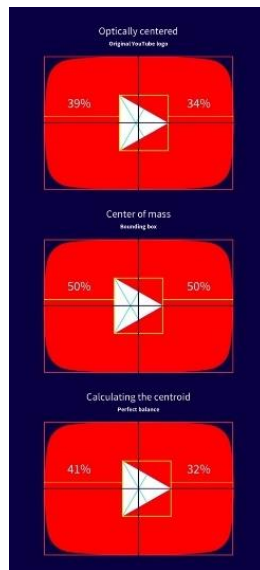 Optically centered
Original YouTube logo
39% 34%
Center of mass
Bounding box
50% 50%
Calculating the centroid
Perfect balance
41% 32%